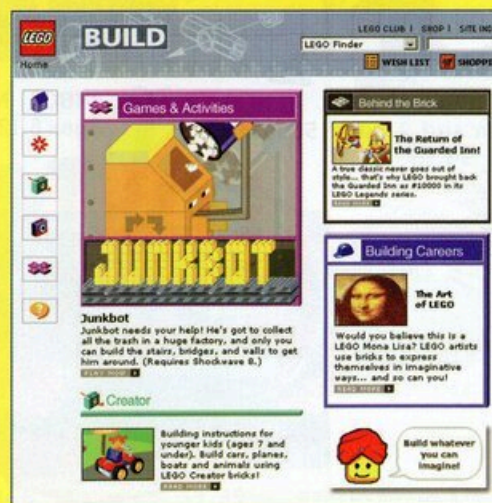 LEGO
BUILD
LEGO CLUB | SHOP | SITE
LEGO Finder
Home
WISH LIST
Games & Activities
JUNKBOT
Junkbot
Junkbot needs your help! He's got to collect
all the trash in a huge factory, and only you
can build the stairs, bridges, and walls to get
him around. (Requires Shockwave 8.)
PLAY NOW
Creator
Building instructions for
younger kids (ages 7 and
under). Build cars, planes,
boats and animals using
LEGO Creator bricks!
READ MORE
Behind the Brick
The Return of
the Guarded Inn!
A true classic never goes out of
style... that's why LEGO brought back
the Guarded Inn as #10000 in its
LEGO Legends series.
READ MORE
Building Careers
The Art
of LEGO
Would you believe this is a
LEGO Mona Lisa? LEGO artists
use bricks to express
themselves in imaginative
ways... and so can you!
READ MORE
Build whatever
you can
imagine!